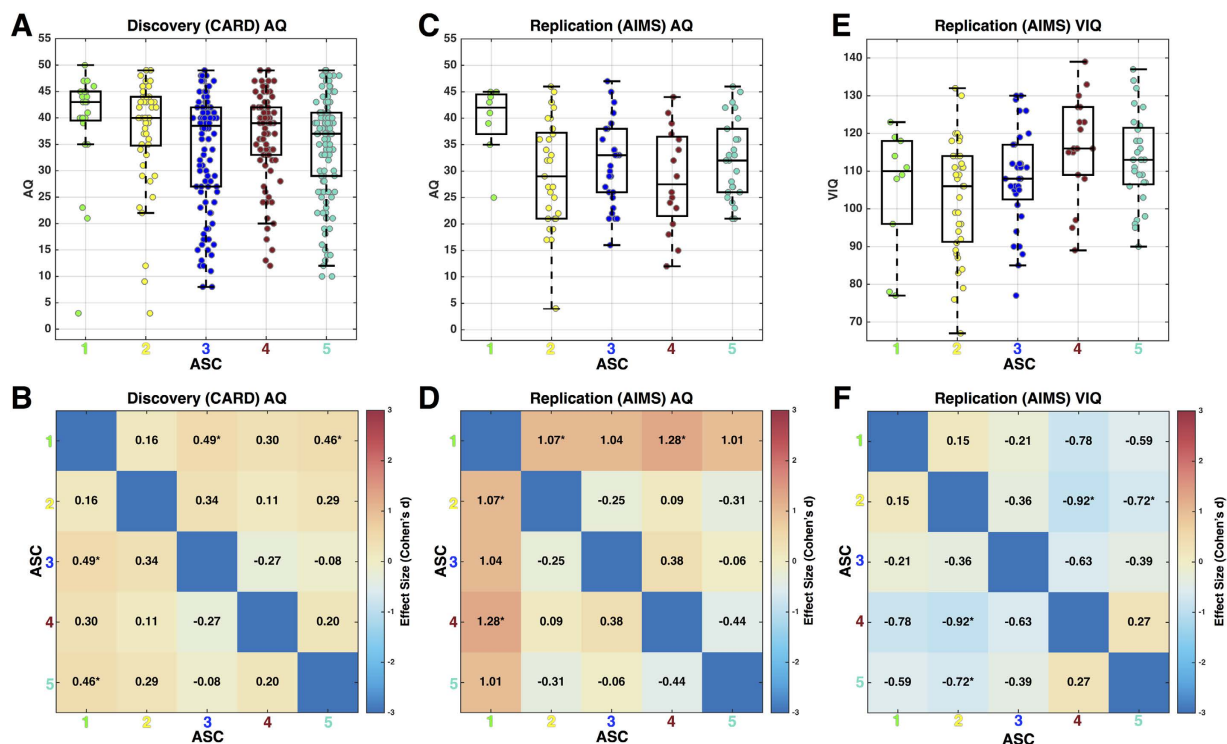 A
Discovery (CARD) AQ
55
50
45
40
35
30
25
20
15
10
5
0
AQ
1 2 3 4 5
ASC
C
Replication (AIMS) AQ
55
50
45
40
35
30
25
20
15
10
5
0
AQ
1 2 3 4 5
ASC
E
Replication (AIMS) VIQ
140
130
120
110
100
90
80
70
VIQ
1 2 3 4 5
ASC
B
Discovery (CARD) AQ
1 0.16 0.49* 0.30 0.46*
2 0.16 0.34 0.11 0.29
3 0.49* 0.34 -0.27 -0.08
4 0.30 0.11 -0.27 0.20
5 0.46* 0.29 -0.08 0.20
ASC
1 2 3 4 5
ASC
3
2
1
0
-1
-2
-3
Effect Size (Cohen's d)
D
Replication (AIMS) AQ
1 1.07* 1.04 1.28* 1.01
2 1.07* -0.25 0.09 -0.31
3 1.04 -0.25 0.38 -0.06
4 1.28* 0.09 0.38 -0.44
5 1.01 -0.31 -0.06 -0.44
ASC
1 2 3 4 5
ASC
3
2
1
0
-1
-2
-3
Effect Size (Cohen's d)
F
Replication (AIMS) VIQ
1 0.15 -0.21 -0.78 -0.59
2 0.15 -0.36 -0.92* -0.72*
3 -0.21 -0.36 -0.63 -0.39
4 -0.78 -0.92* -0.63 0.27
5 -0.59 -0.72* -0.39 0.27
ASC
1 2 3 4 5
ASC
3
2
1
0
-1
-2
-3
Effect Size (Cohen's d)